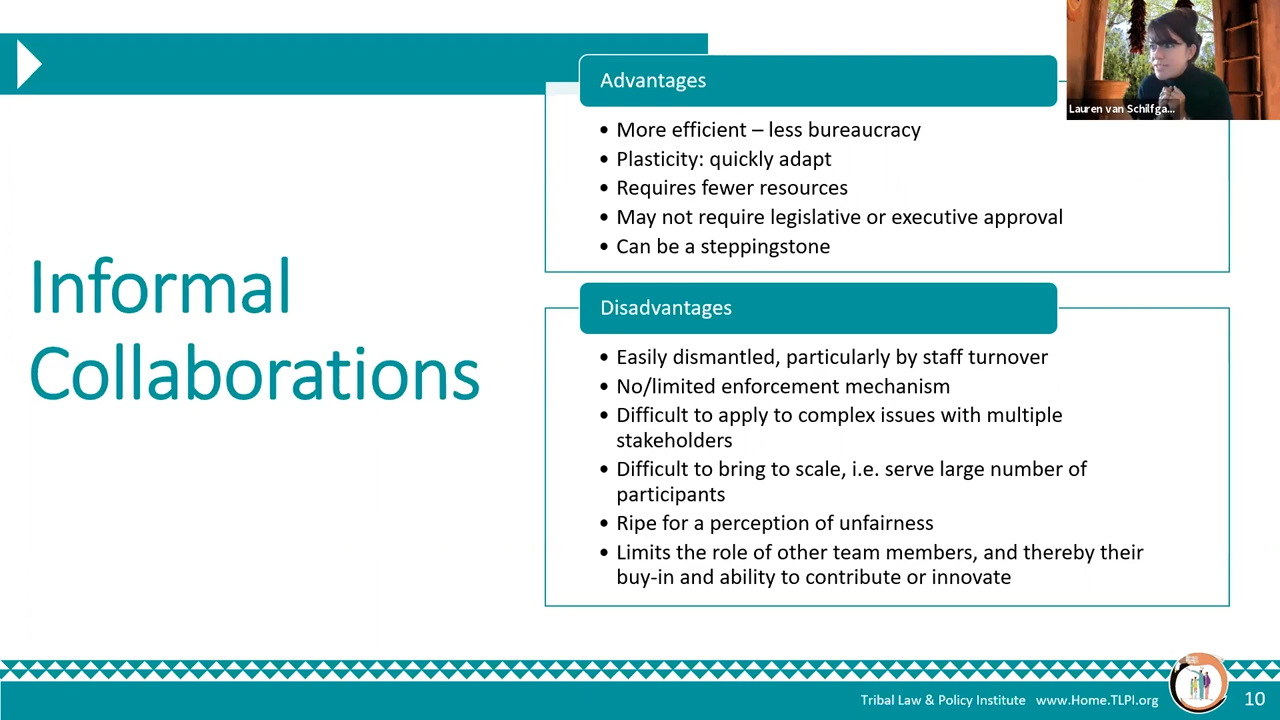 Lauren van Schilfga...
Informal
Collaborations
Advantages
• More efficient – less bureaucracy
• Plasticity: quickly adapt
• Requires fewer resources
• May not require legislative or executive approval
• Can be a steppingstone
Disadvantages
• Easily dismantled, particularly by staff turnover
• No/limited enforcement mechanism
• Difficult to apply to complex issues with multiple
stakeholders
• Difficult to bring to scale, i.e. serve large number of
participants
• Ripe for a perception of unfairness
• Limits the role of other team members, and thereby their
buy-in and ability to contribute or innovate
Tribal Law & Policy Institute www.Home.TLPI.org
10